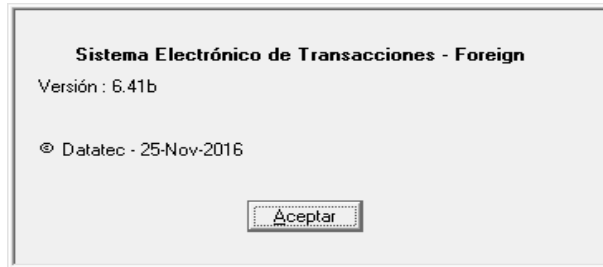 Sistema Electrónico de Transacciones - Foreign
Versión : 6.41b
© Datatec - 25-Nov-2016
Aceptar